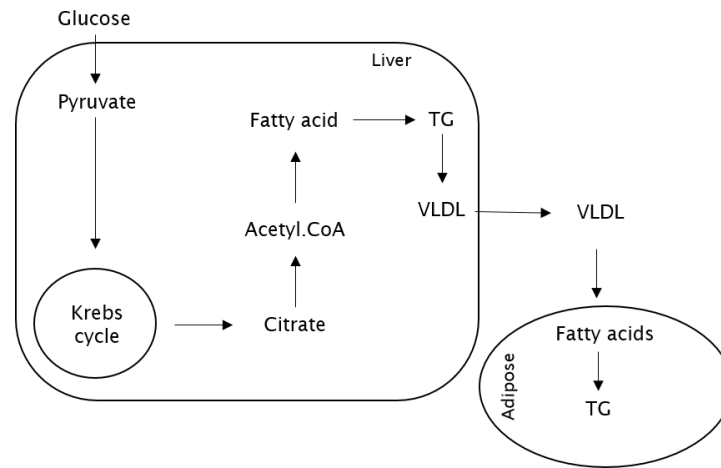 Glucose
Liver
Pyruvate
Fatty acid
TG
VLDL
VLDL
Acetyl.CoA
Krebs
cycle
Citrate
Fatty acids
Adipose
TG